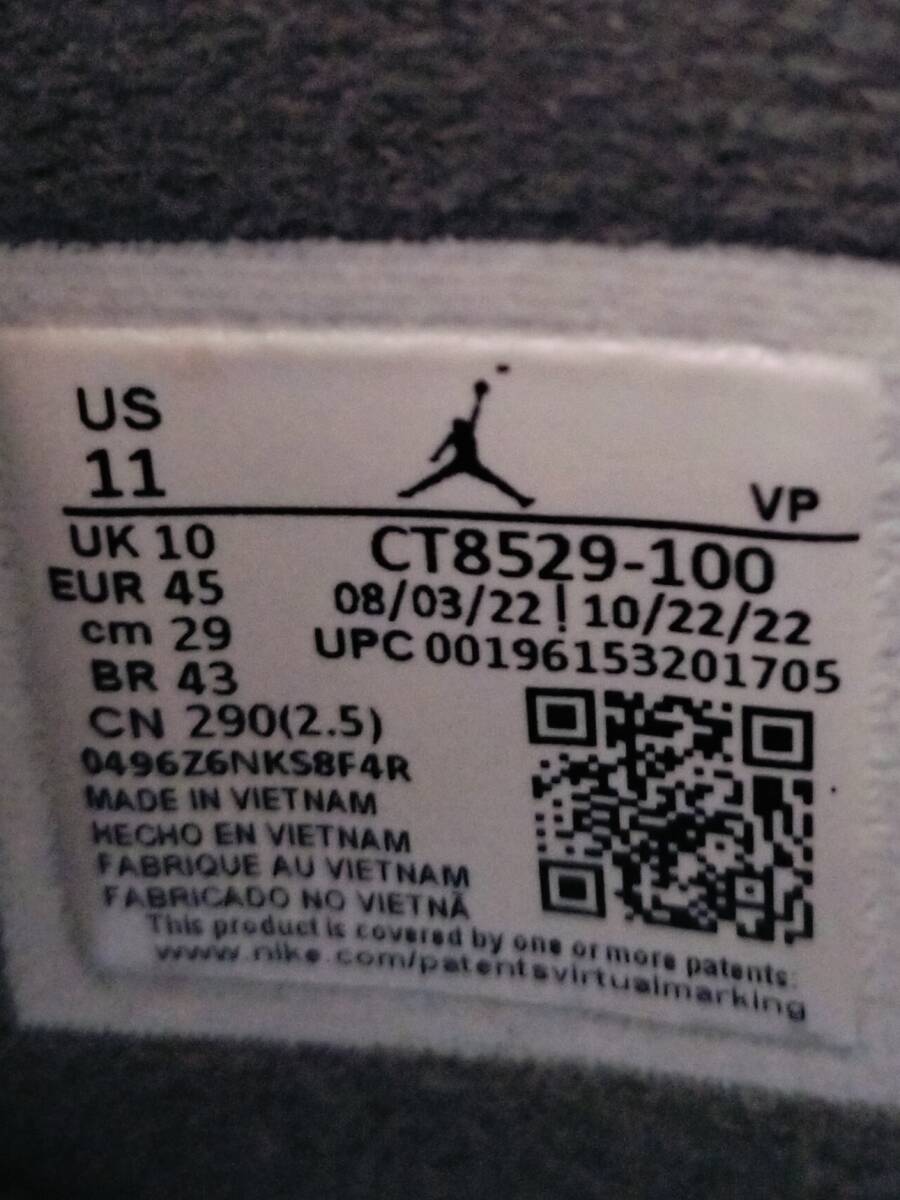 US
11
VP
UK 10
CT8529-100
EUR 45
08/03/22 | 10/22/22
cm 29
UPC 00196153201705
BR 43
CN 290(2.5)
0496Z6NKS8F4R
MADE IN VIETNAM
HECHO EN VIETNAM
FABRIQUE AU VIETNAM
FABRICADO NO VIETNÃ
This product is covered by one or more patents:
www.nike.com/patentsvirtualmarking